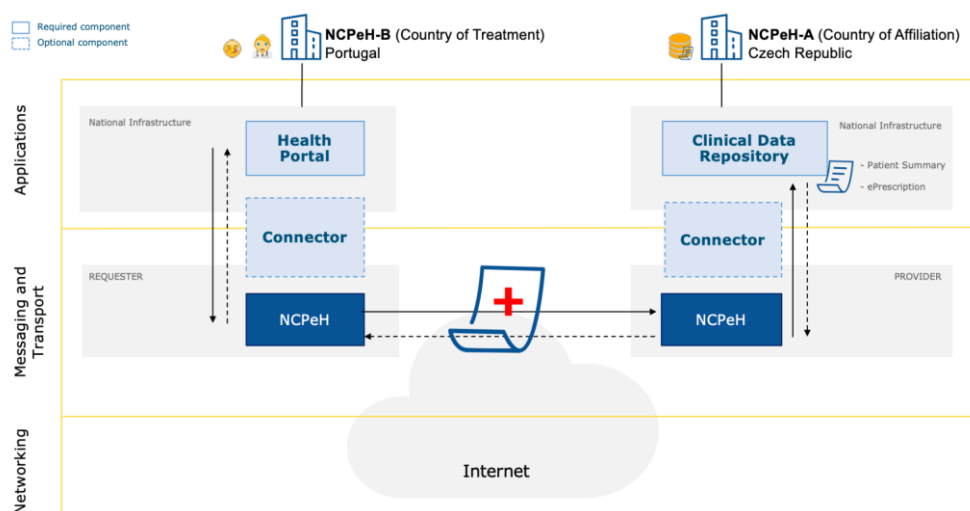 Required component
Optional component
NCPeH-B (Country of Treatment)
Portugal
NCPeH-A (Country of Affiliation)
Czech Republic
Applications
National Infrastructure
Health
Portal
Clinical Data
Repository
National Infrastructure
- Patient Summary
- ePrescription
Connector
Connector
Messaging and
Transport
REQUESTER
PROVIDER
NCPeH
NCPeH
Networking
Internet